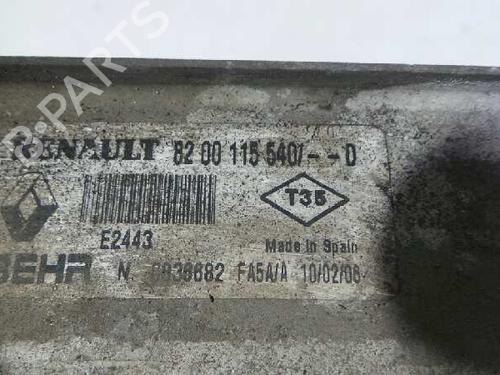 B-PARTS
RENAULT 82 00 115 540/--D
T35
E2443
Made in Spain
BEHR N FA5A/A 10/02/06